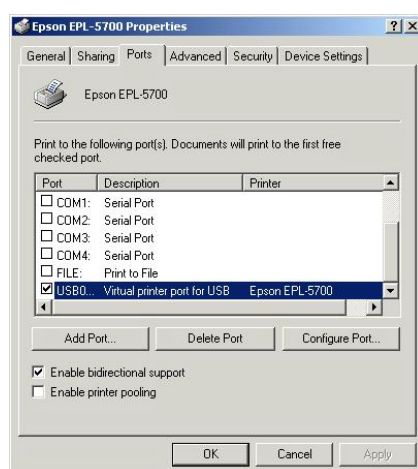 Epson EPL-5700 Properties
General Sharing Ports Advanced Security Device Settings
Epson EPL-5700
Print to the following port(s). Documents will print to the first free
checked port.
Port Description Printer
COM1: Serial Port
COM2: Serial Port
COM3: Serial Port
COM4: Serial Port
FILE: Print to File
USB0... Virtual printer port for USB Epson EPL-5700
Add Port... Delete Port Configure Port...
Enable bidirectional support
Enable printer pooling
OK Cancel Apply